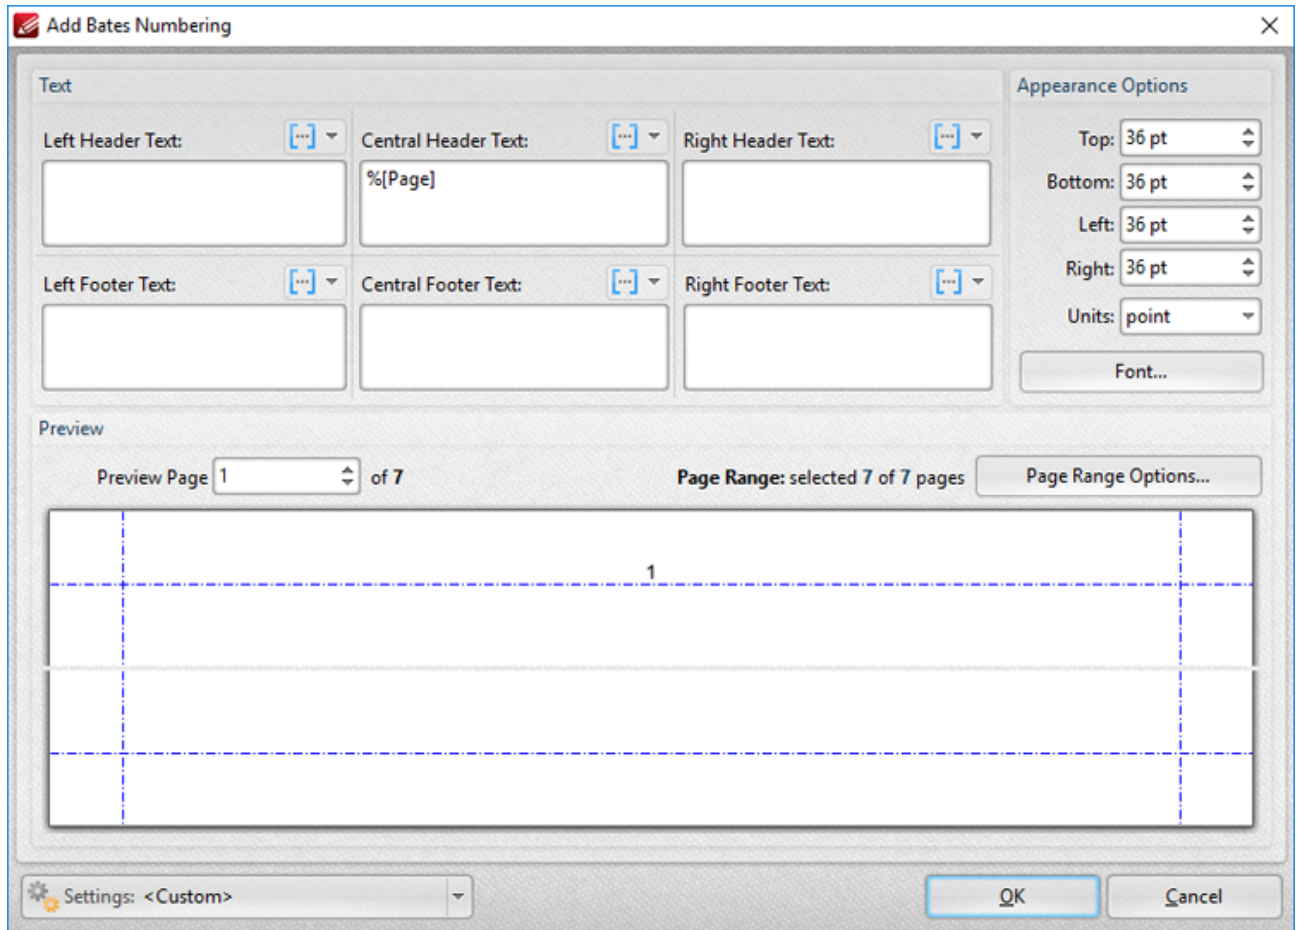 Add Bates Numbering
Text
Appearance Options
Left Header Text:
Central Header Text:
Right Header Text:
%[Page]
Top: 36 pt
Bottom: 36 pt
Left: 36 pt
Right: 36 pt
Units: point
Font...
Left Footer Text:
Central Footer Text:
Right Footer Text:
Preview
Preview Page 1 of 7
Page Range: selected 7 of 7 pages
Page Range Options...
1
Settings: <Custom>
OK
Cancel